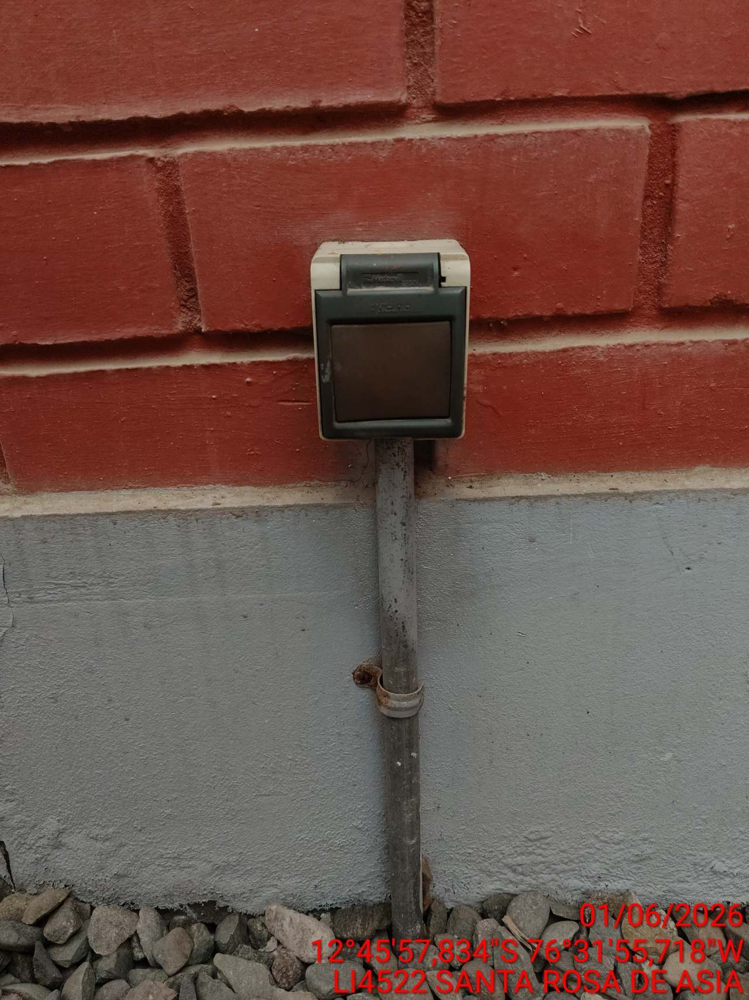 01/06/2026
12°45'57,834"S 76°31'55,718"W
LI4522 SANTA ROSA DE ASIA